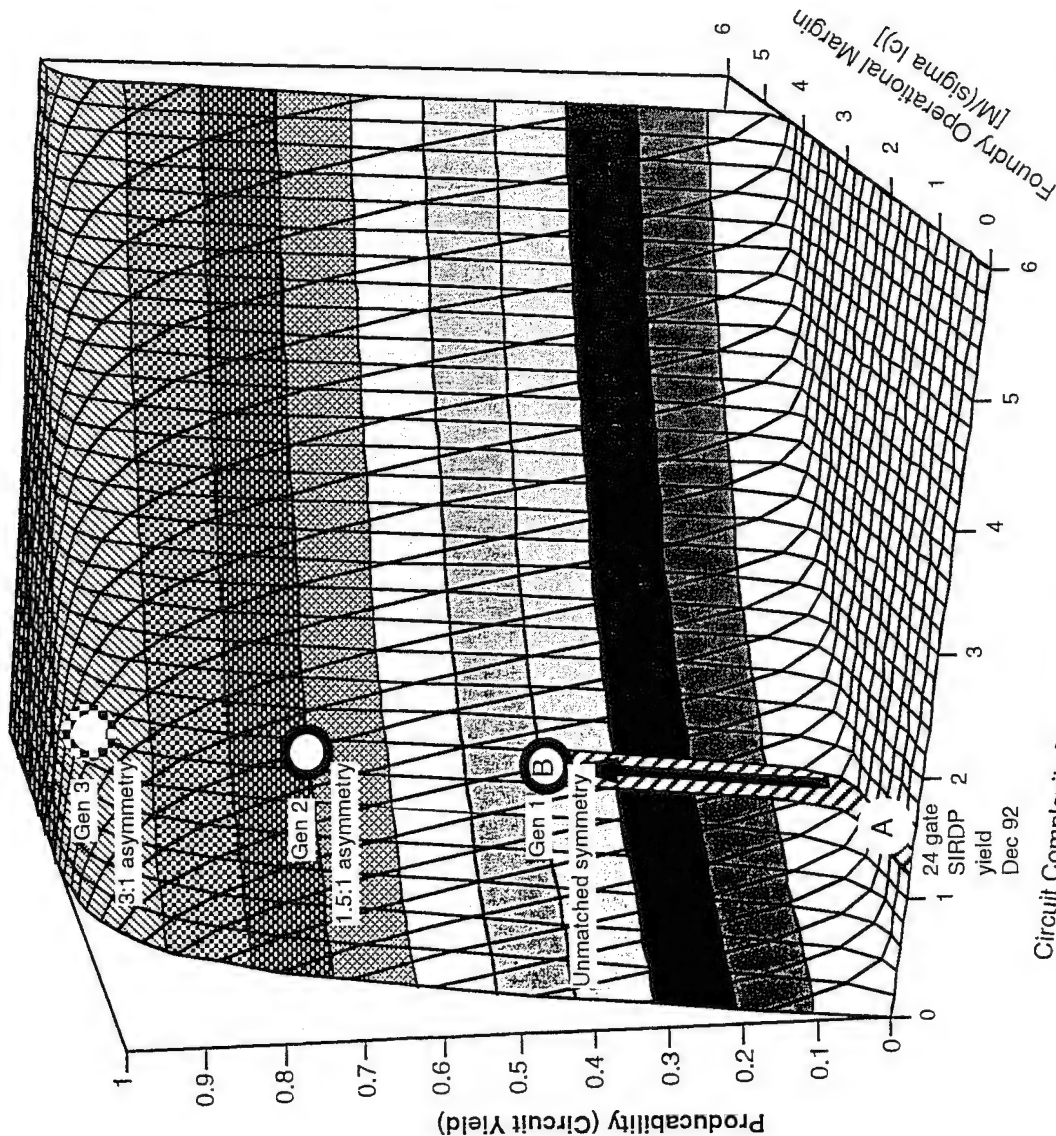 Producability (Circuit Yield)
1
0.9
0.8
0.7
0.6
0.5
0.4
0.3
0.2
0.1
0
Gen 3
3:1 asymmetry
Gen 2
1.5:1 asymmetry
B
Gen 1
Unmatched symmetry
A
24 gate
SIRDP
yield
Dec 92
0
1
2
3
4
5
6
Circuit
0
1
2
3
4
5
6
Foundry Operational Margin
[M/(sigma Ic)]